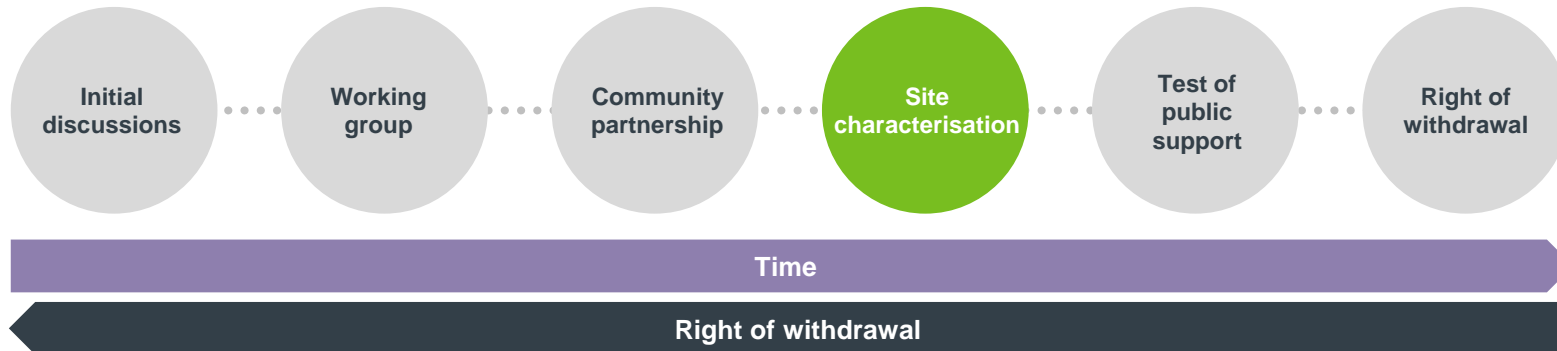 Initial
discussions
Working
group
Community
partnership
Site
characterisation
Test of
public
support
Right of
withdrawal
Time
Right of withdrawal